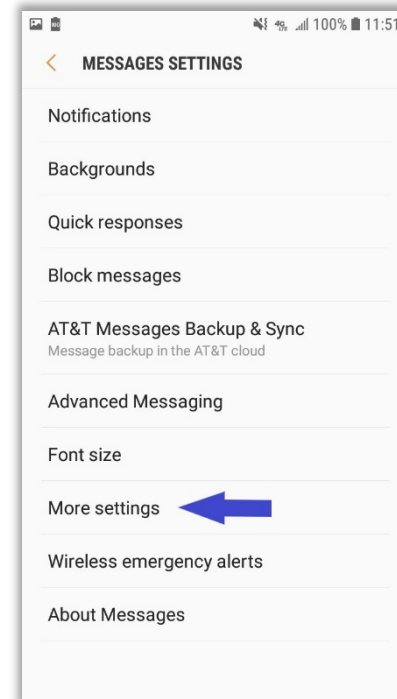 100% 11:51
MESSAGES SETTINGS
Notifications
Backgrounds
Quick responses
Block messages
AT&T Messages Backup & Sync
Message backup in the AT&T cloud
Advanced Messaging
Font size
More settings
Wireless emergency alerts
About Messages